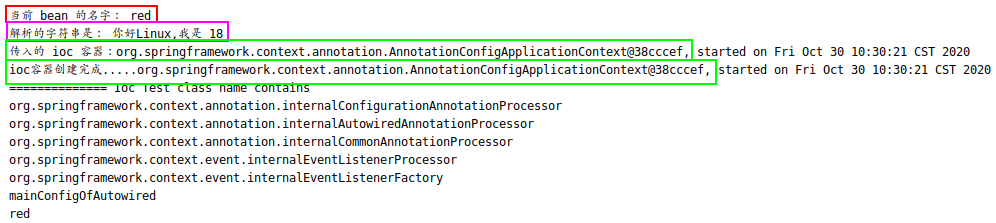 当前 bean 的名字： red
解析的字符串是： 你好Linux,我是 18
传入的 ioc 容器：org.springframework.context.annotation.AnnotationConfigApplicationContext@38cccef, started on Fri Oct 30 10:30:21 CST 2020
ioc容器创建完成.....org.springframework.context.annotation.AnnotationConfigApplicationContext@38cccef, started on Fri Oct 30 10:30:21 CST 2020
============== Ioc Test class name contains
org.springframework.context.annotation.internalConfigurationAnnotationProcessor
org.springframework.context.annotation.internalAutowiredAnnotationProcessor
org.springframework.context.annotation.internalCommonAnnotationProcessor
org.springframework.context.event.internalEventListenerProcessor
org.springframework.context.event.internalEventListenerFactory
mainConfigOfAutowired
red